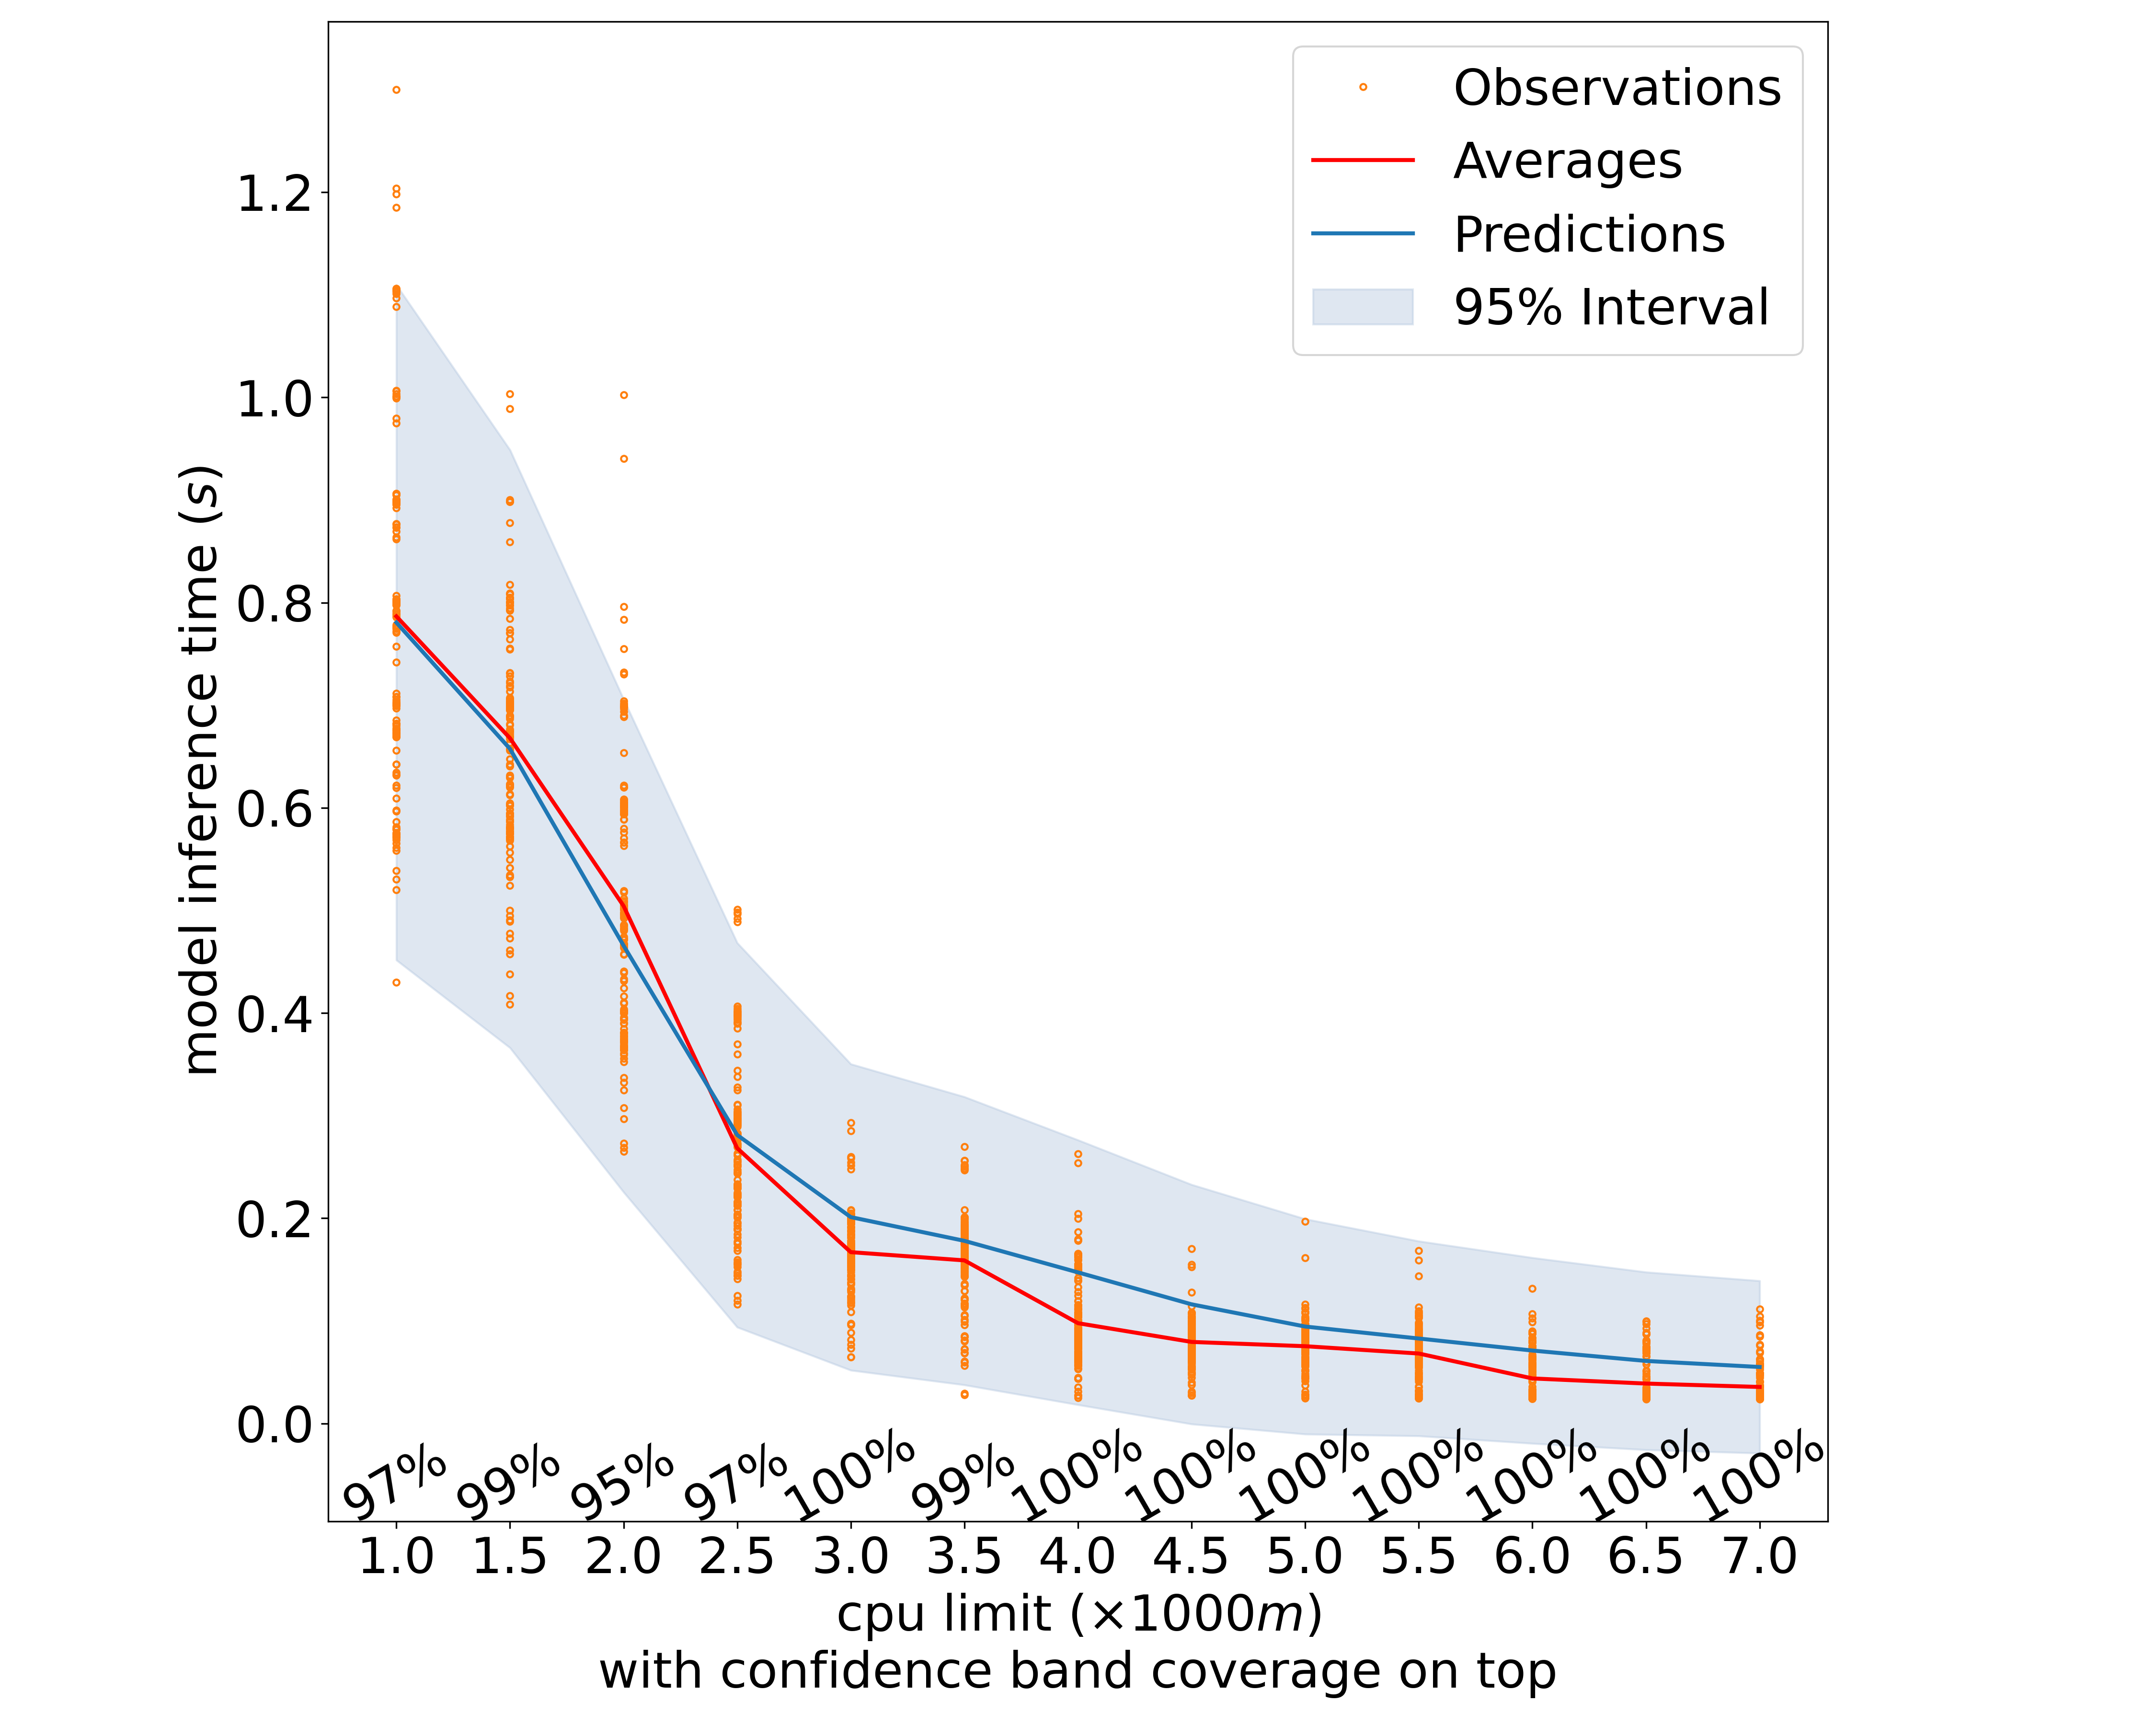 Observations
Averages
Predictions
95% Interval
model inference time (s)
1.2
1.0
0.8
0.6
0.4
0.2
0.0
97% 99% 95% 97% 100% 99% 100% 100% 100% 100% 100% 100% 100%
1.0 1.5 2.0 2.5 3.0 3.5 4.0 4.5 5.0 5.5 6.0 6.5 7.0
cpu limit (×1000m)
with confidence band coverage on top